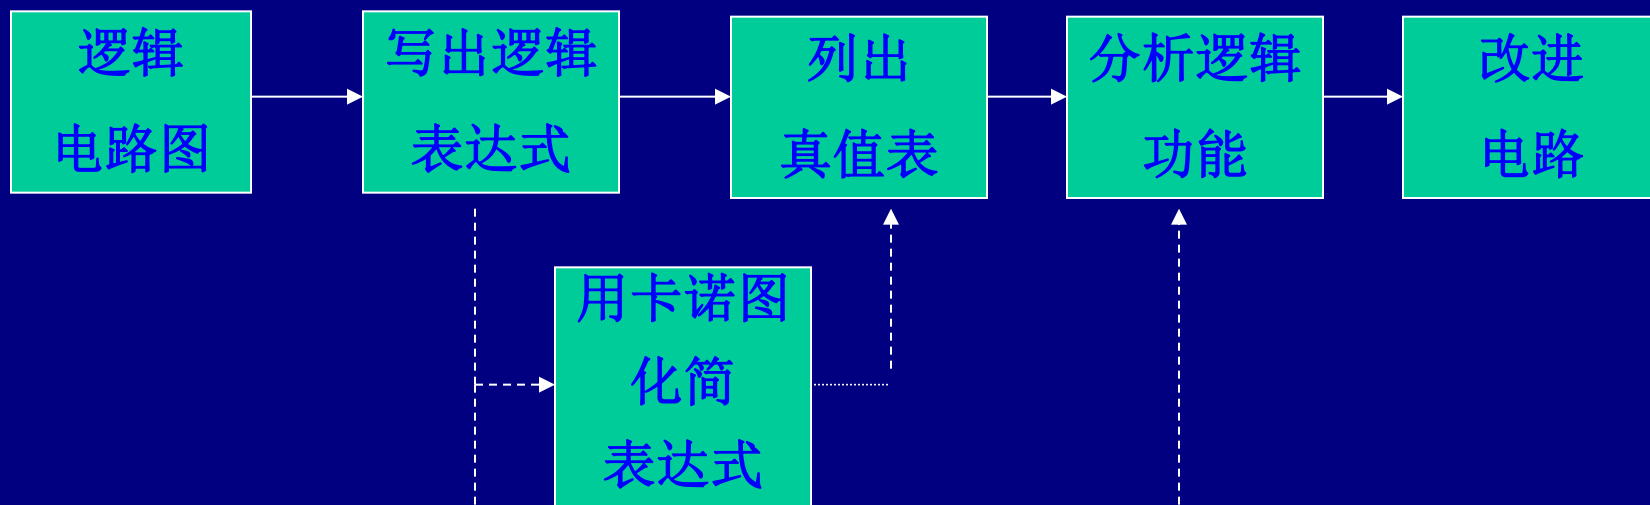 逻辑
电路图
写出逻辑
表达式
列出
真值表
分析逻辑
功能
改进
电路
用卡诺图
化简
表达式